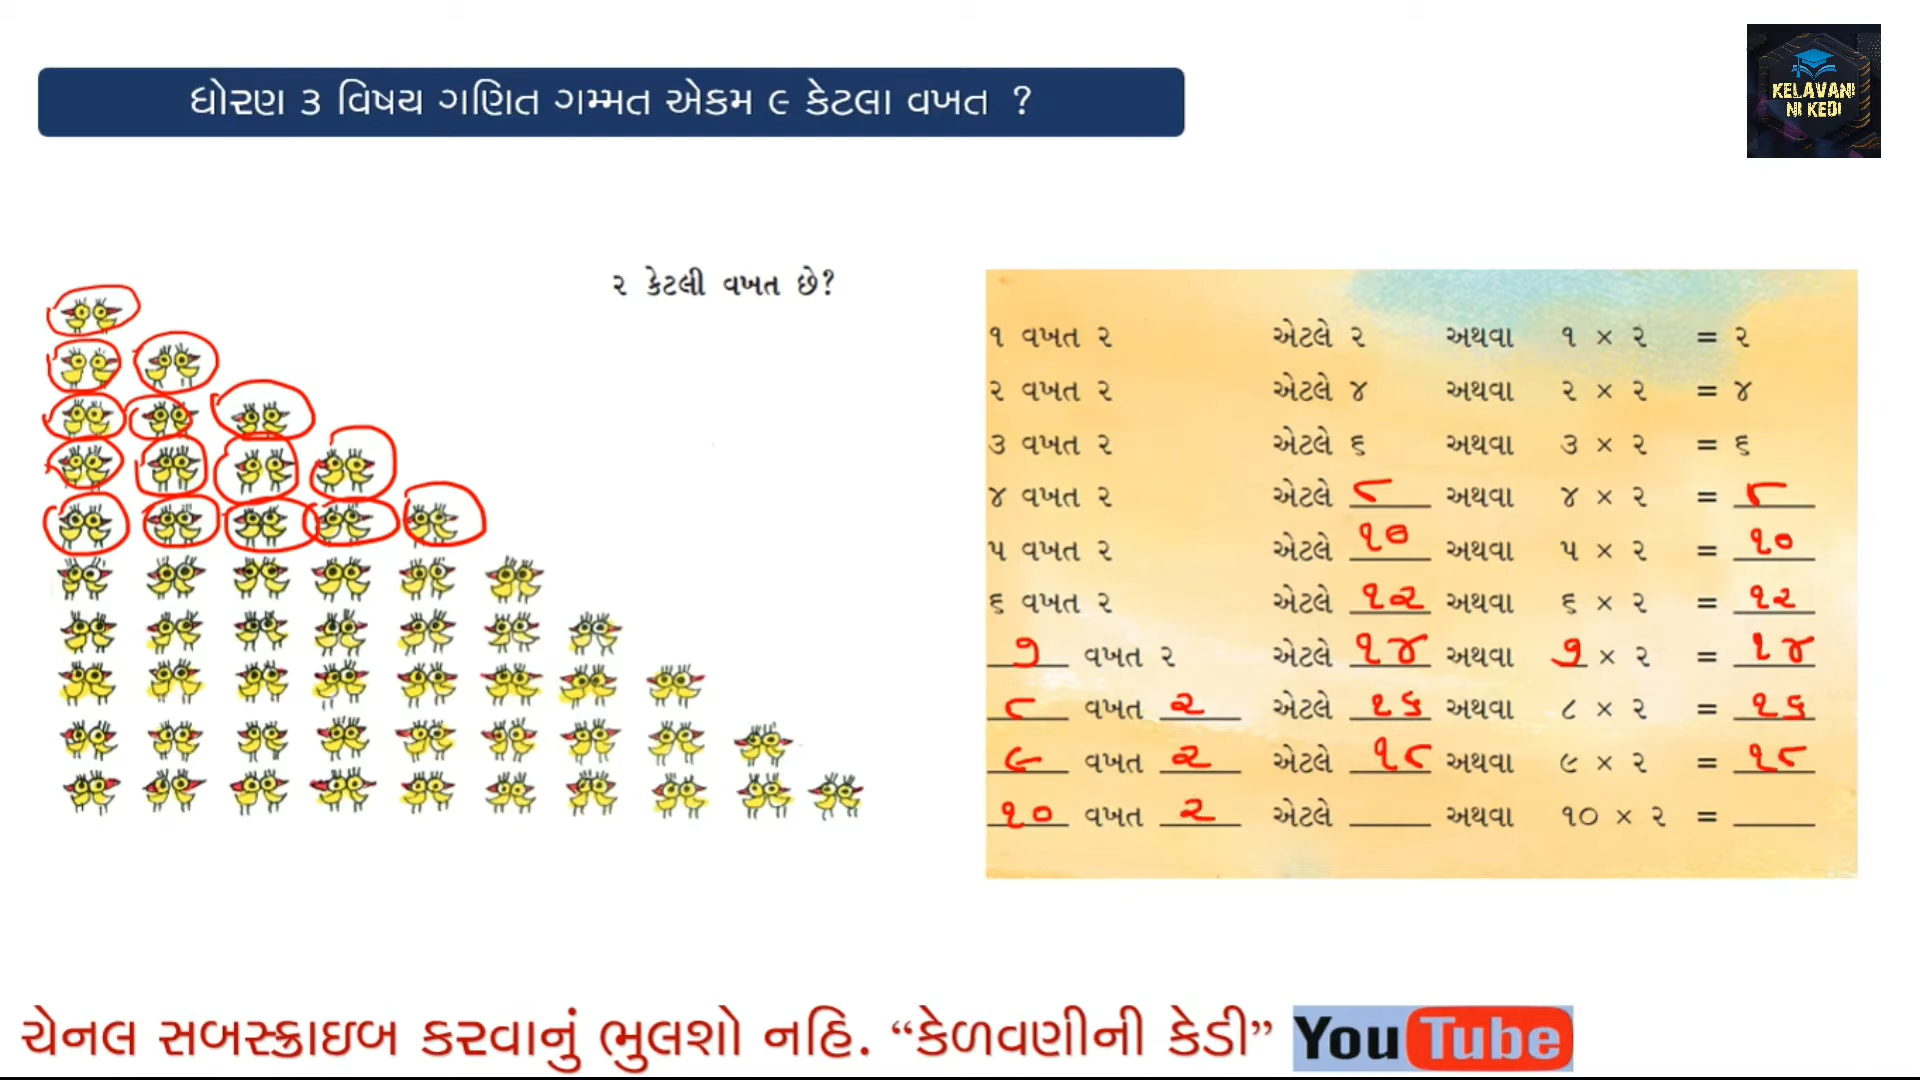 ધોરણ ૩ વિષય ગણિત ગમ્મત એકમ ૯ કેટલા વખત ?
KELAVANI
NI KEDI
૨ કેટલી વખત છે?
૧ વખત ૨ એટલે ૨ અથવા ૧ × ૨ = ૨
૨ વખત ૨ એટલે ૪ અથવા ૨ × ૨ = ૪
૩ વખત ૨ એટલે ૬ અથવા ૩ × ૨ = ૬
૪ વખત ૨ એટલે ૮ અથવા ૪ × ૨ = ૮
૫ વખત ૨ એટલે ૧૦ અથવા ૫ × ૨ = ૧૦
૬ વખત ૨ એટલે ૧૨ અથવા ૬ × ૨ = ૧૨
૭ વખત ૨ એટલે ૧૪ અથવા ૭ × ૨ = ૧૪
૮ વખત ૨ એટલે ૧૬ અથવા ૮ × ૨ = ૧૬
૯ વખત ૨ એટલે ૧૮ અથવા ૯ × ૨ = ૧૮
૧૦ વખત ૨ એટલે ____ અથવા ૧૦ × ૨ = ____
ચેનલ સબસ્ક્રાઇબ કરવાનું ભુલશો નહિ. “કેળવણીની કેડી” YouTube